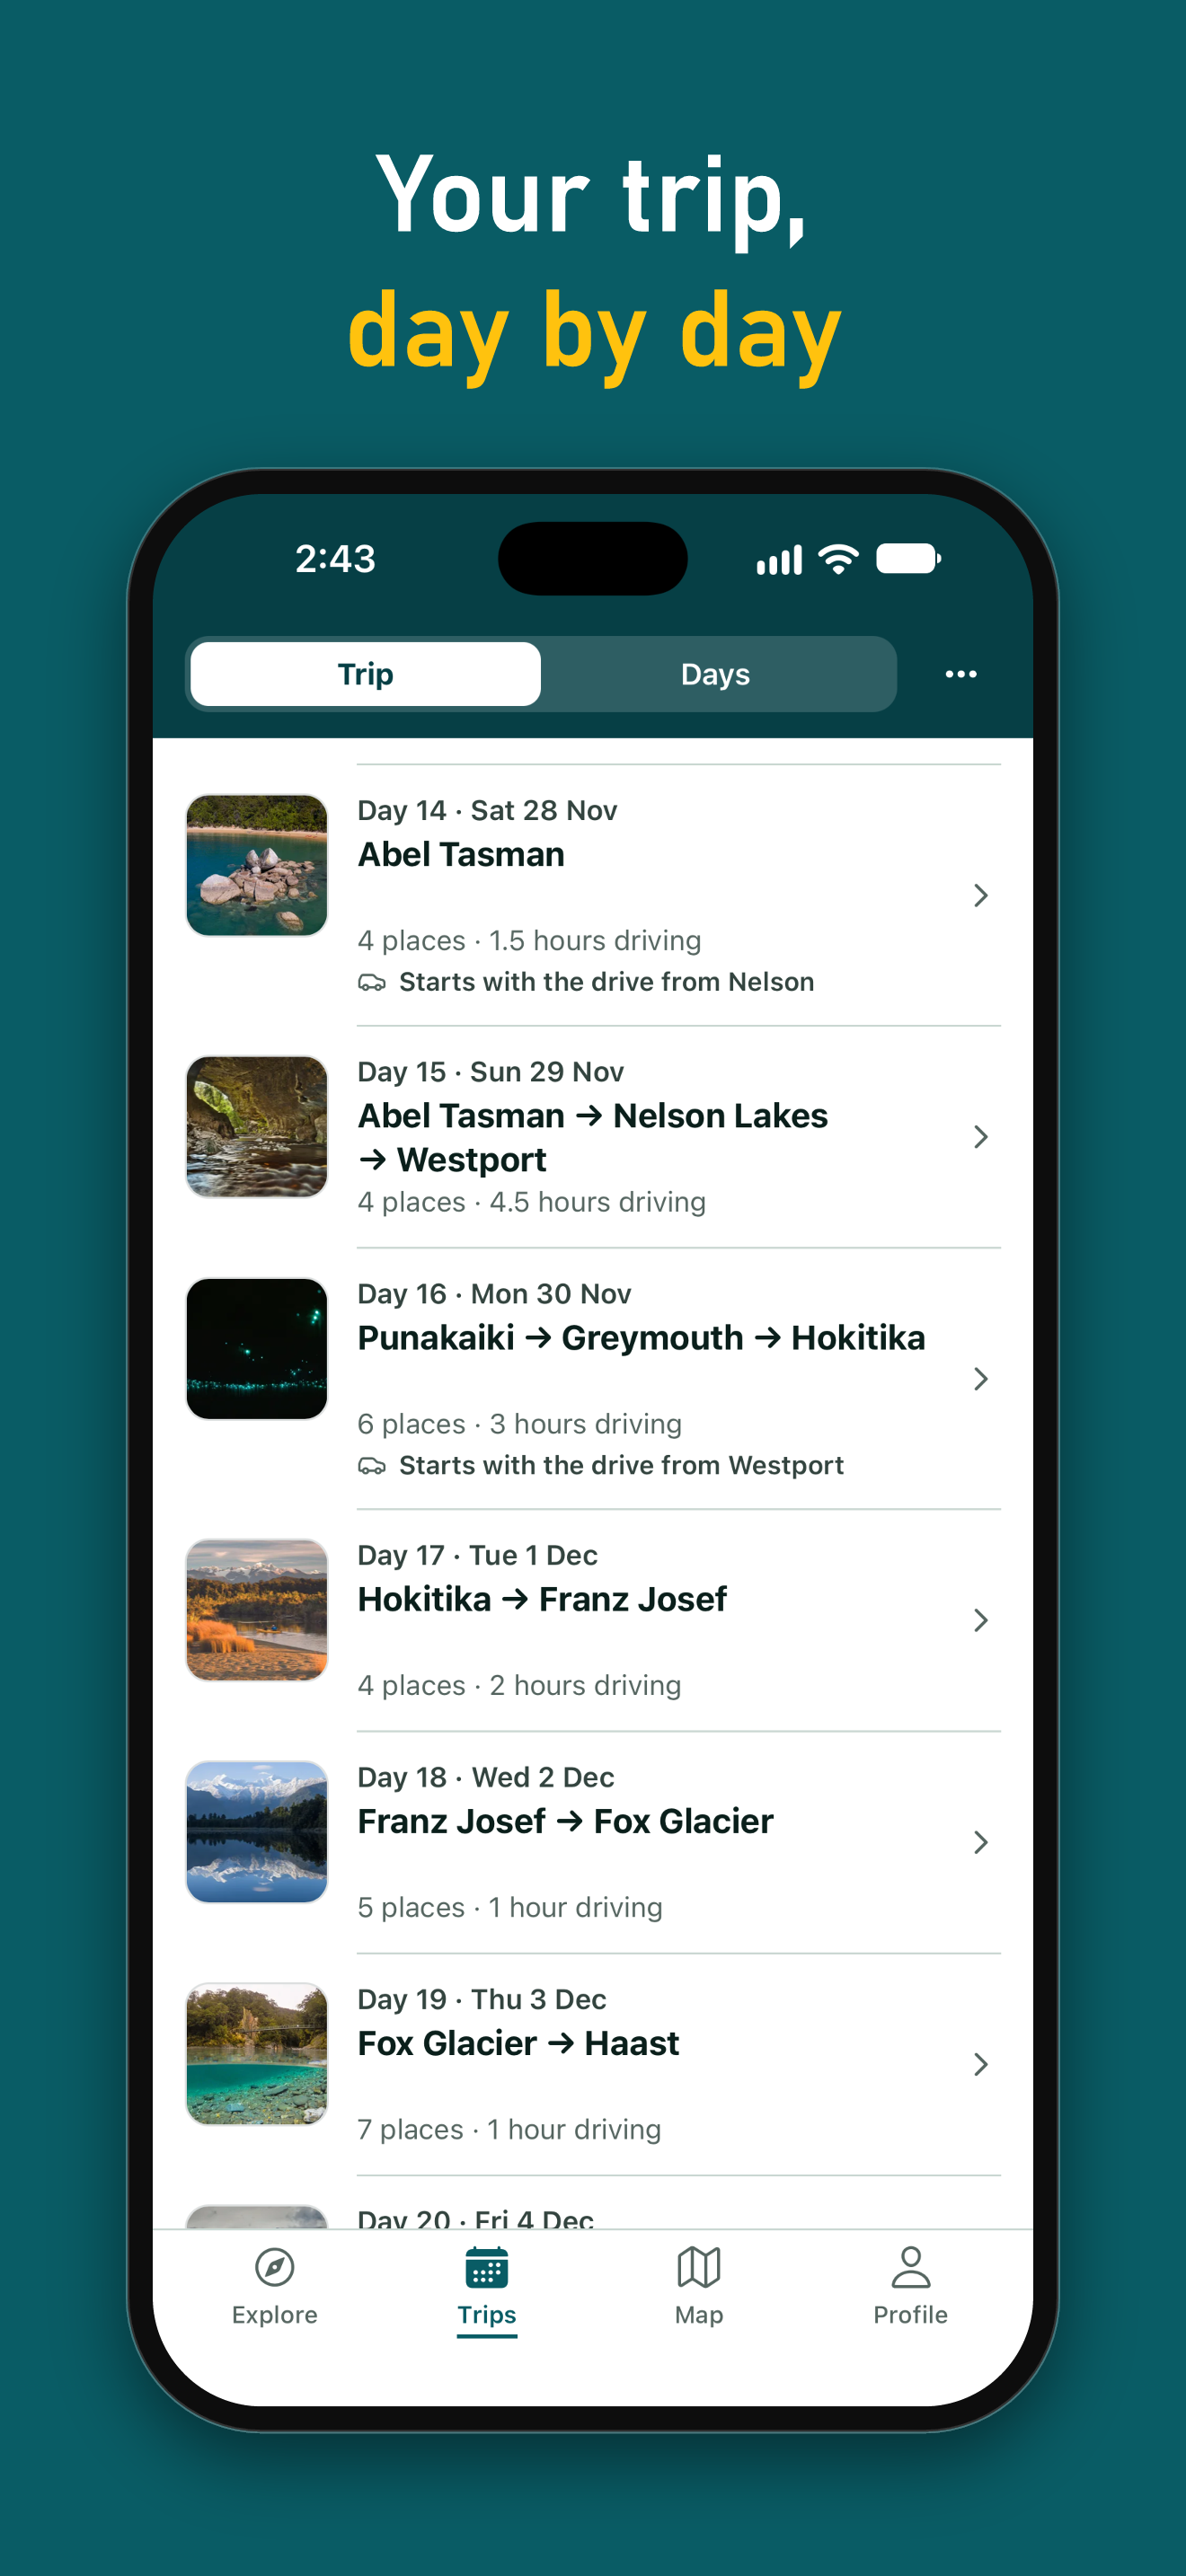 Your trip,
day by day
2:43
Trip
Days
Day 14 · Sat 28 Nov
Abel Tasman
4 places · 1.5 hours driving
Starts with the drive from Nelson
Day 15 · Sun 29 Nov
Abel Tasman → Nelson Lakes
→ Westport
4 places · 4.5 hours driving
Day 16 · Mon 30 Nov
Punakaiki → Greymouth → Hokitika
6 places · 3 hours driving
Starts with the drive from Westport
Day 17 · Tue 1 Dec
Hokitika → Franz Josef
4 places · 2 hours driving
Day 18 · Wed 2 Dec
Franz Josef → Fox Glacier
5 places · 1 hour driving
Day 19 · Thu 3 Dec
Fox Glacier → Haast
7 places · 1 hour driving
Day 20 · Fri 4 Dec
Explore
Trips
Map
Profile